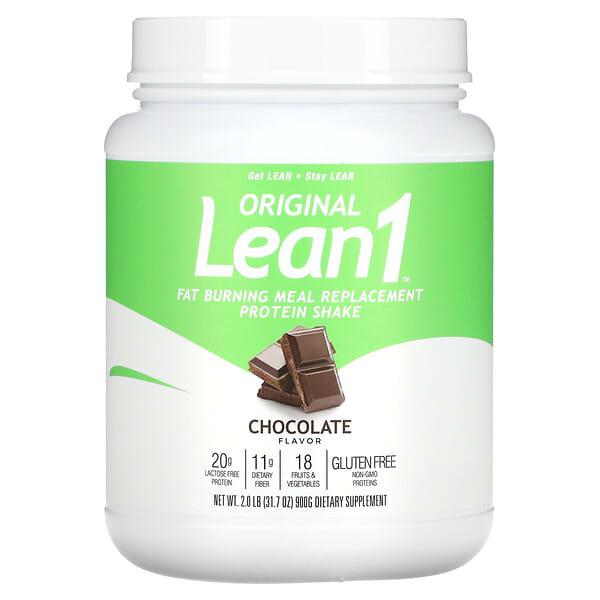 Get LEAN + Stay LEAN
ORIGINAL
Lean1™
FAT BURNING MEAL REPLACEMENT
PROTEIN SHAKE
CHOCOLATE
FLAVOR
20g LACTOSE FREE PROTEIN
11g DIETARY FIBER
18 FRUITS & VEGETABLES
GLUTEN FREE NON-GMO PROTEINS
NET WT. 2.0 LB (31.7 OZ) 900G DIETARY SUPPLEMENT